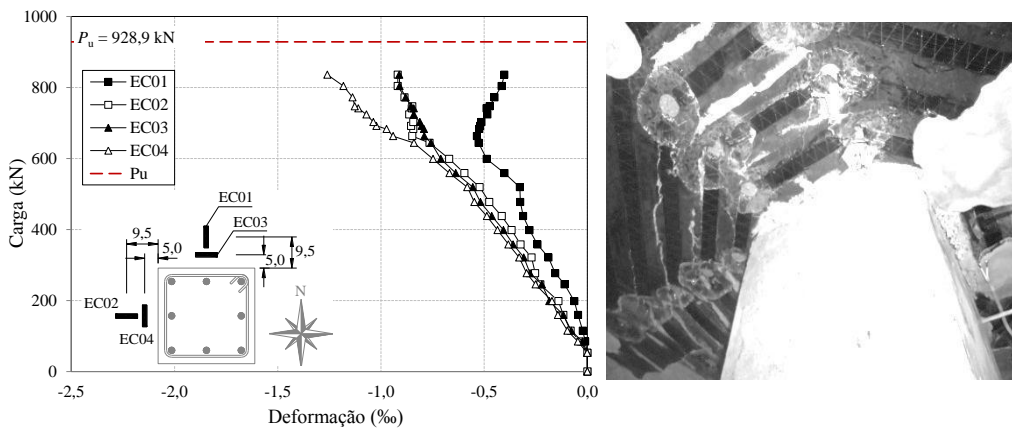 1000
800
600
400
200
0
Carga (kN)
Pu = 928,9 kN
EC01
EC02
EC03
EC04
Pu
EC01
EC03
9,5
5,0
9,5
5,0
EC02
EC04
N
-2,5 -2,0 -1,5 -1,0 -0,5 0,0
Deformação (‰)